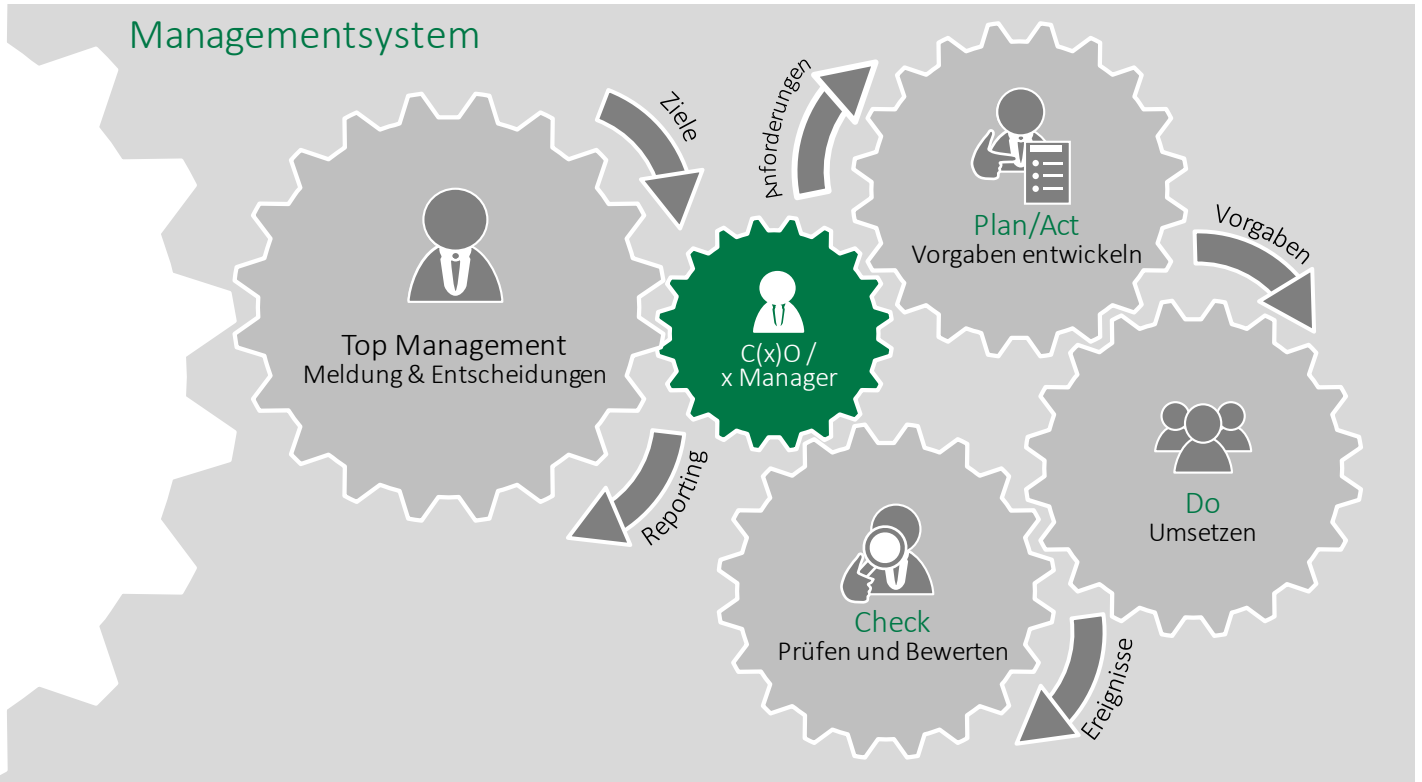 Managementsystem
Ziele
Anforderungen
Plan/Act
Vorgaben entwickeln
Vorgaben
Top Management
Meldung & Entscheidungen
C(x)O /
x Manager
Reporting
Do
Umsetzen
Check
Prüfen und Bewerten
Ereignisse